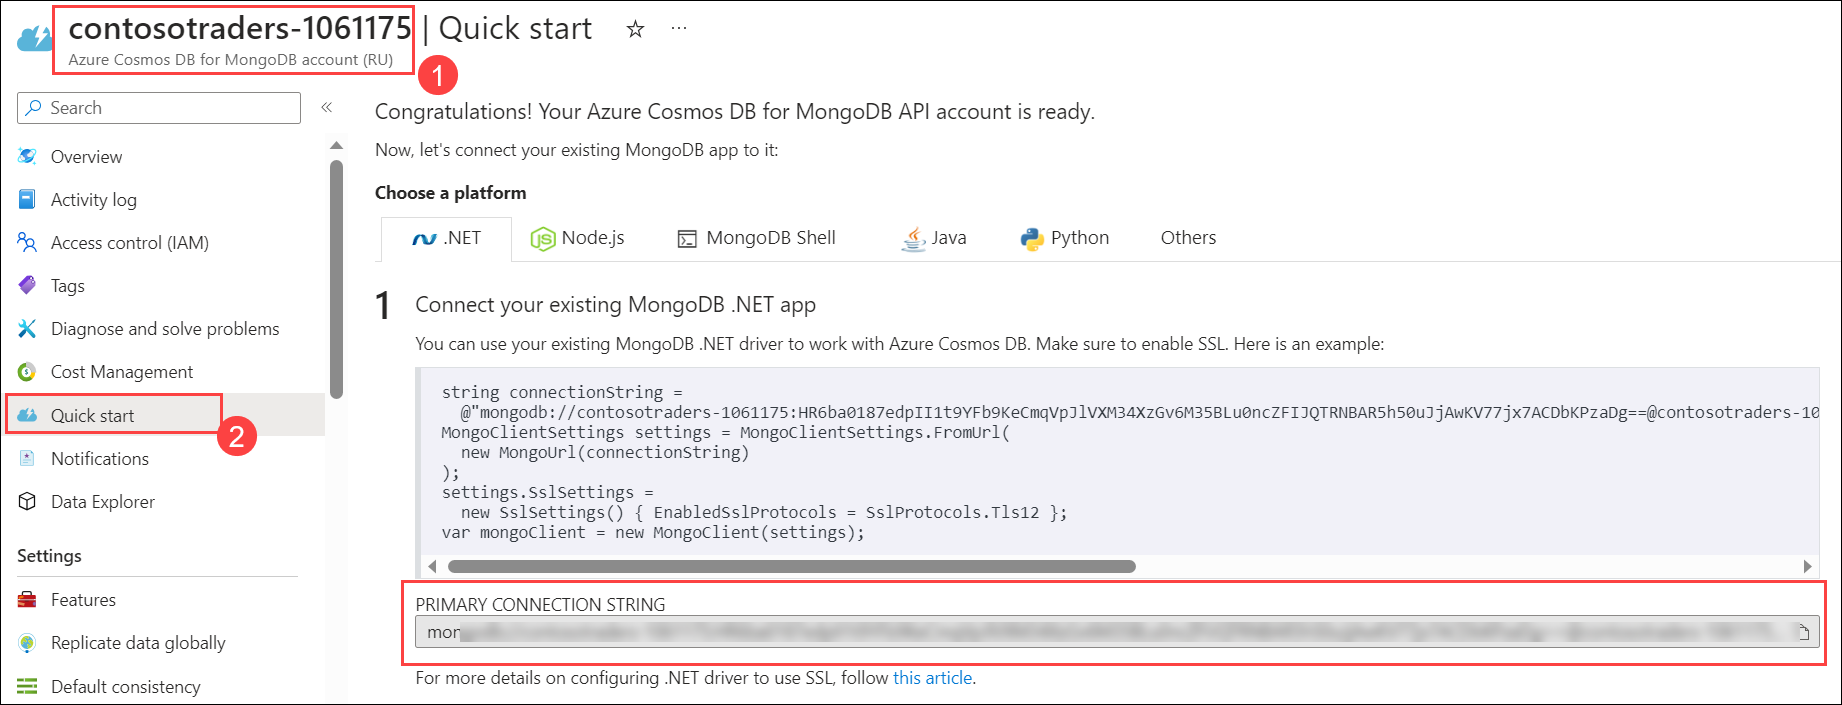 contosotraders-1061175 | Quick start
Azure Cosmos DB for MongoDB account (RU)
1
Search
Overview
Activity log
Access control (IAM)
Tags
Diagnose and solve problems
Cost Management
Quick start
2
Notifications
Data Explorer
Settings
Features
Replicate data globally
Default consistency
Congratulations! Your Azure Cosmos DB for MongoDB API account is ready.
Now, let's connect your existing MongoDB app to it:
Choose a platform
.NET
Node.js
MongoDB Shell
Java
Python
Others
1 Connect your existing MongoDB .NET app
You can use your existing MongoDB .NET driver to work with Azure Cosmos DB. Make sure to enable SSL. Here is an example:
string connectionString =
@"mongodb://contosotraders-1061175:HR6ba0187edpII1t9YFb9KeCmqVpJlVXM34XzGv6M35BLu0ncZFIJQTRNBAR5h50uJjAwKV77jx7ACDbKPzaDg==@contosotraders-10
MongoClientSettings settings = MongoClientSettings.FromUrl(
new MongoUrl(connectionString)
);
settings.SslSettings =
new SslSettings() { EnabledSslProtocols = SslProtocols.Tls12 };
var mongoClient = new MongoClient(settings);
PRIMARY CONNECTION STRING
mon
For more details on configuring .NET driver to use SSL, follow this article.